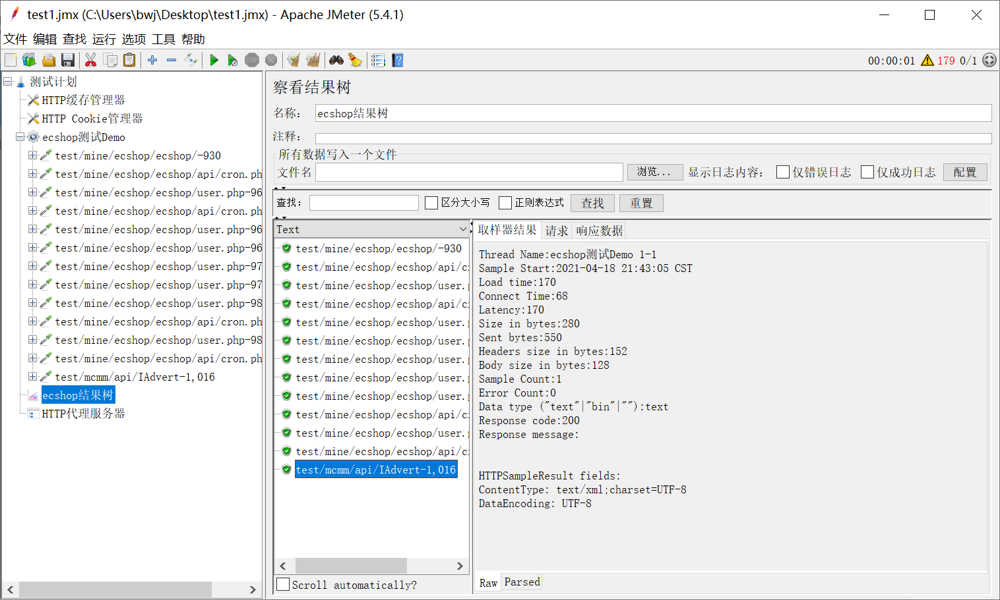 test1.jmx (C:\Users\bwj\Desktop\test1.jmx) - Apache JMeter (5.4.1)
文件 编辑 查找 运行 选项 工具 帮助
00:00:01 179 0/1
测试计划
HTTP缓存管理器
HTTP Cookie管理器
ecshop测试Demo
test/mine/ecshop/ecshop/-930
test/mine/ecshop/ecshop/api/cron.ph
test/mine/ecshop/ecshop/user.php-96
test/mine/ecshop/ecshop/api/cron.ph
test/mine/ecshop/ecshop/user.php-96
test/mine/ecshop/ecshop/user.php-96
test/mine/ecshop/ecshop/user.php-97
test/mine/ecshop/ecshop/user.php-97
test/mine/ecshop/ecshop/user.php-98
test/mine/ecshop/ecshop/api/cron.ph
test/mine/ecshop/ecshop/user.php-98
test/mine/ecshop/ecshop/api/cron.ph
test/mcmm/api/IAdvert-1,016
ecshop结果树
HTTP代理服务器
察看结果树
名称： ecshop结果树
注释：
所有数据写入一个文件
文件名 浏览... 显示日志内容： 仅错误日志 仅成功日志 配置
查找： 区分大小写 正则表达式 查找 重置
Text
test/mine/ecshop/ecshop/-930
test/mine/ecshop/ecshop/api/c
test/mine/ecshop/ecshop/user.
test/mine/ecshop/ecshop/api/c
test/mine/ecshop/ecshop/user.
test/mine/ecshop/ecshop/user.
test/mine/ecshop/ecshop/user.
test/mine/ecshop/ecshop/user.
test/mine/ecshop/ecshop/user.
test/mine/ecshop/ecshop/api/c
test/mine/ecshop/ecshop/user.
test/mine/ecshop/ecshop/api/c
test/mcmm/api/IAdvert-1,016
Scroll automatically?
取样器结果 请求 响应数据
Thread Name:ecshop测试Demo 1-1
Sample Start:2021-04-18 21:43:05 CST
Load time:170
Connect Time:68
Latency:170
Size in bytes:280
Sent bytes:550
Headers size in bytes:152
Body size in bytes:128
Sample Count:1
Error Count:0
Data type ("text"|"bin"|""):text
Response code:200
Response message:
HTTPSampleResult fields:
ContentType: text/xml;charset=UTF-8
DataEncoding: UTF-8
Raw Parsed